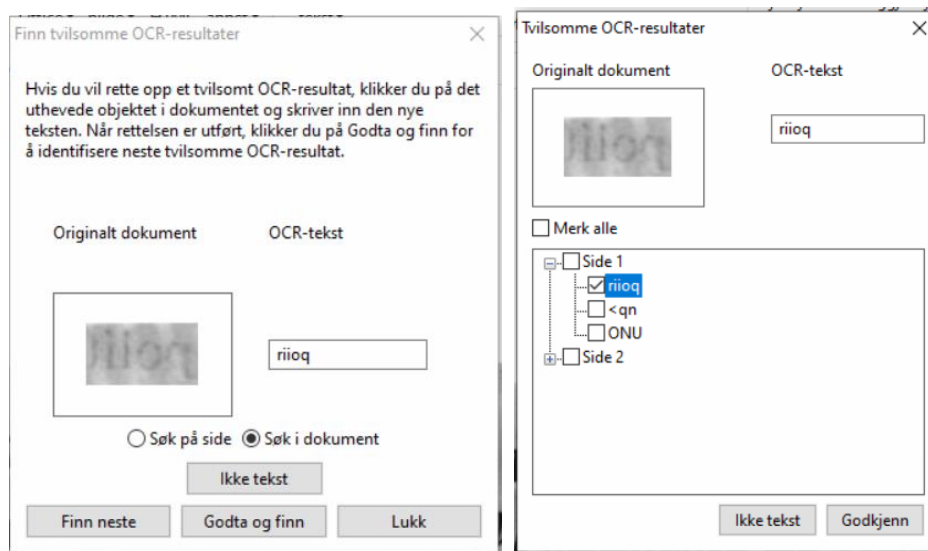 Finn tvilsomme OCR-resultater
Hvis du vil rette opp et tvilsomt OCR-resultat, klikker du på det
uthevede objektet i dokumentet og skriver inn den nye
teksten. Når rettelsen er utført, klikker du på Godta og finn for
å identifisere neste tvilsomme OCR-resultat.
Originalt dokument
OCR-tekst
riioq
Søk på side
Søk i dokument
Ikke tekst
Finn neste
Godta og finn
Lukk
Tvilsomme OCR-resultater
Originalt dokument
OCR-tekst
riioq
Merk alle
Side 1
riioq
<qn
ONU
Side 2
Ikke tekst
Godkjenn